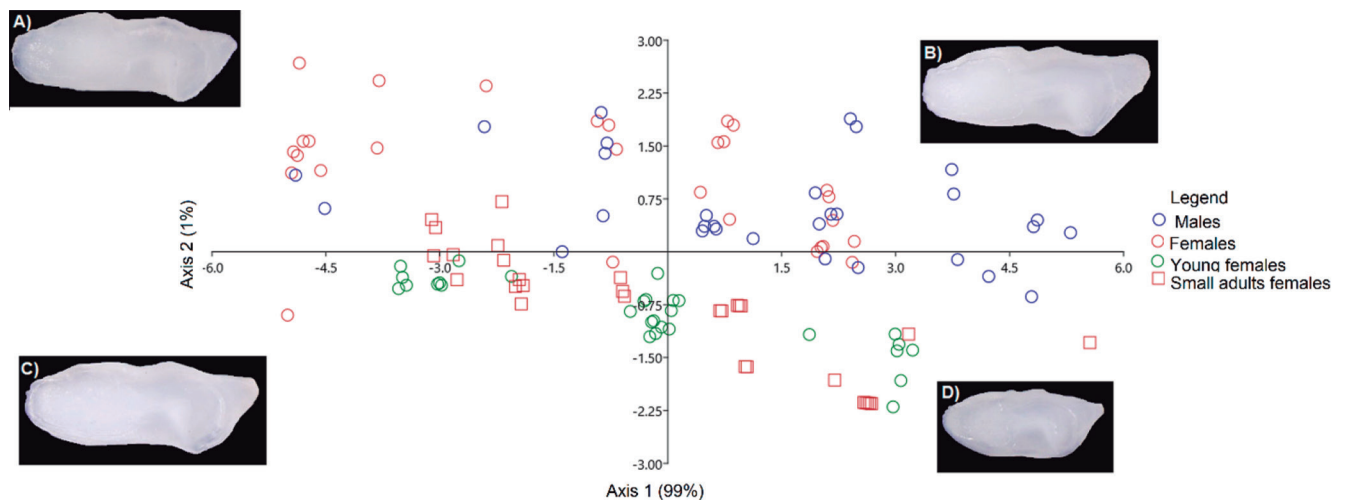 A)
B)
3.00
2.25
1.50
0.75
Axis 2 (1%)
-6.0
-4.5
-3.0
-1.5
1.5
3.0
4.5
6.0
-0.75
-1.50
-2.25
-3.00
Axis 1 (99%)
Legend
Males
Females
Young females
Small adults females
C)
D)